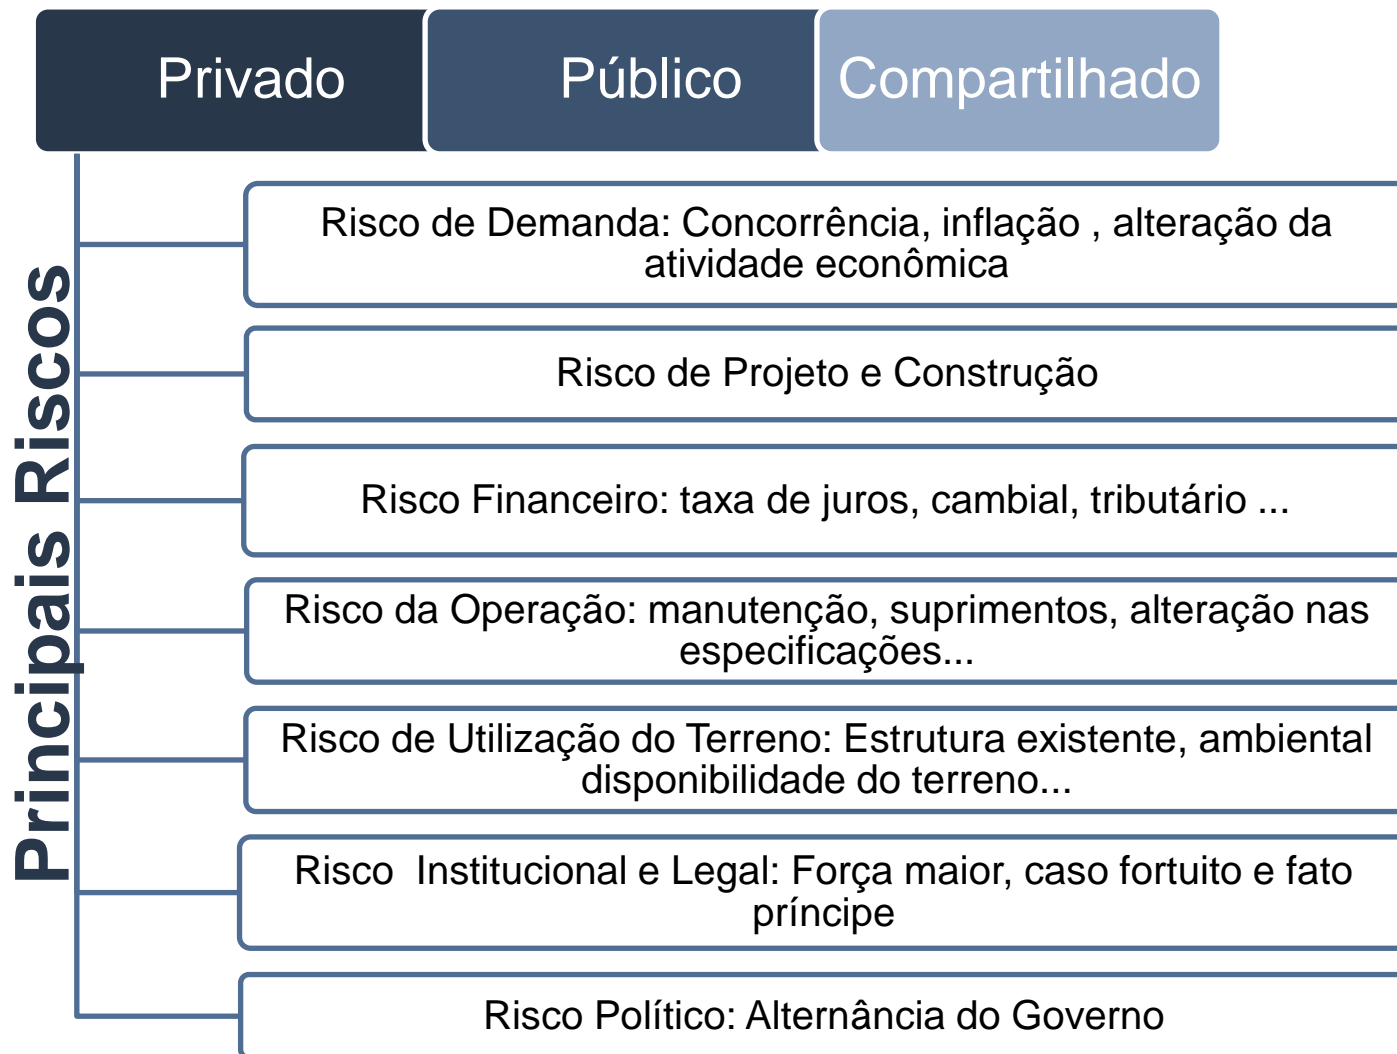 Privado
Público
Compartilhado
Principais Riscos
Risco de Demanda: Concorrência, inflação , alteração da
atividade econômica
Risco de Projeto e Construção
Risco Financeiro: taxa de juros, cambial, tributário ...
Risco da Operação: manutenção, suprimentos, alteração nas
especificações...
Risco de Utilização do Terreno: Estrutura existente, ambiental
disponibilidade do terreno...
Risco  Institucional e Legal: Força maior, caso fortuito e fato
príncipe
Risco Político: Alternância do Governo